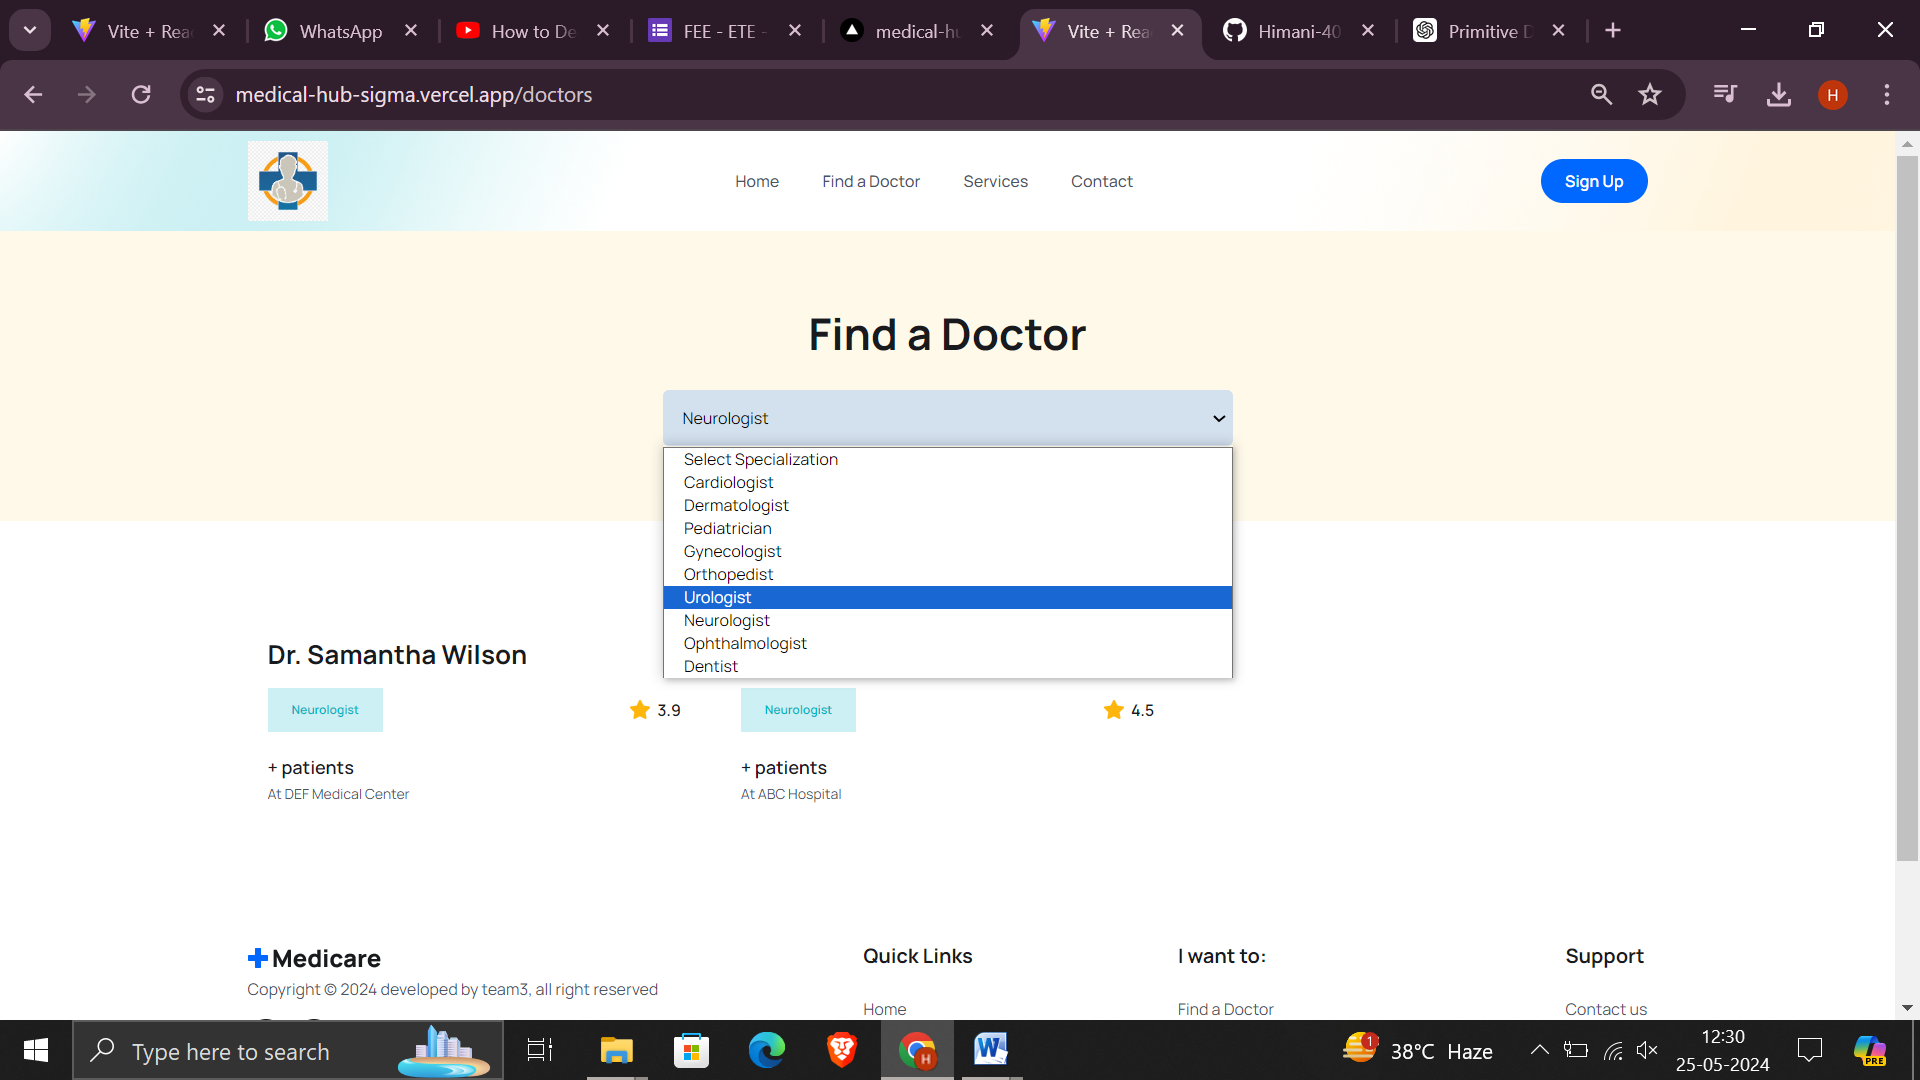 Vite + Rea
WhatsApp
How to De
FEE - ETE -
medical-hu
Vite + Rea
Himani-40
Primitive D
medical-hub-sigma.vercel.app/doctors
H
Home
Find a Doctor
Services
Contact
Sign Up
Find a Doctor
Neurologist
Select Specialization
Cardiologist
Dermatologist
Pediatrician
Gynecologist
Orthopedist
Urologist
Neurologist
Ophthalmologist
Dentist
Dr. Samantha Wilson
Neurologist
3.9
+ patients
At DEF Medical Center
Neurologist
4.5
+ patients
At ABC Hospital
Medicare
Copyright © 2024 developed by team3, all right reserved
Quick Links
Home
I want to:
Find a Doctor
Support
Contact us
Type here to search
H
W
1
38°C Haze
12:30
25-05-2024
PRE